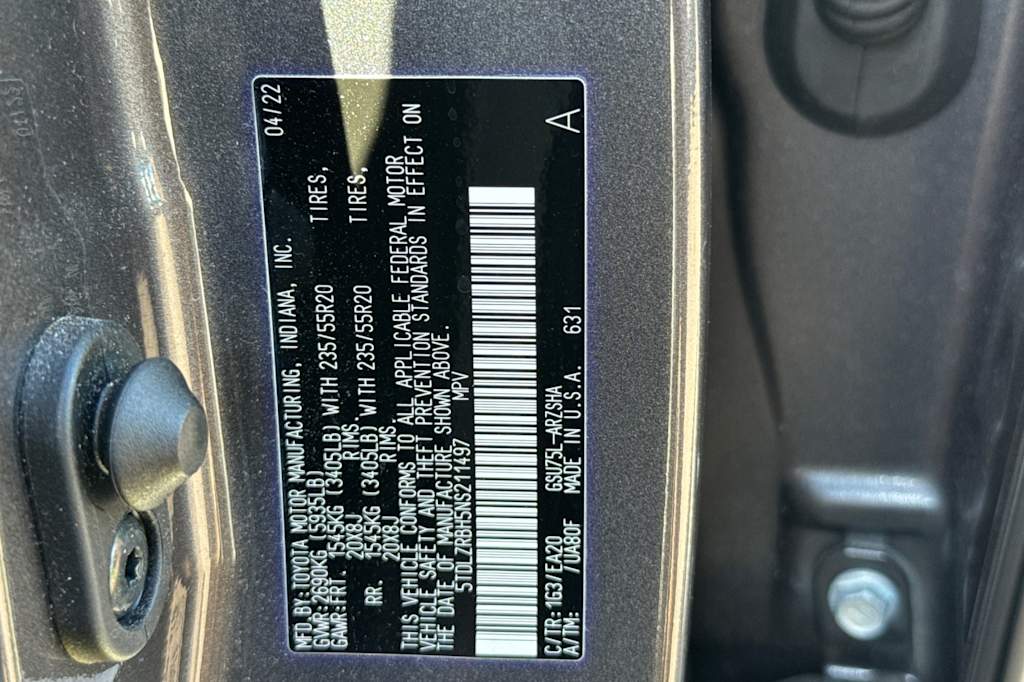 MFD.BY:TOYOTA MOTOR MANUFACTURING, INDIANA, INC. 04/22
GVWR:2690KG (5935LB)
GAWR:FRT 1545KG (3405LB) WITH 235/55R20 TIRES,
20X8J RIMS.
RR. 1545KG (3405LB) WITH 235/55R20 TIRES,
20X8J RIMS.
THIS VEHICLE CONFORMS TO ALL APPLICABLE FEDERAL MOTOR
VEHICLE SAFETY AND THEFT PREVENTION STANDARDS IN EFFECT ON
THE DATE OF MANUFACTURE SHOWN ABOVE.
5TDLZRBH5NS211497 MPV
C/TR:1G3/EA20 GSU75L-ARZSHA A
A/TM: /UA80F MADE IN U.S.A. 631